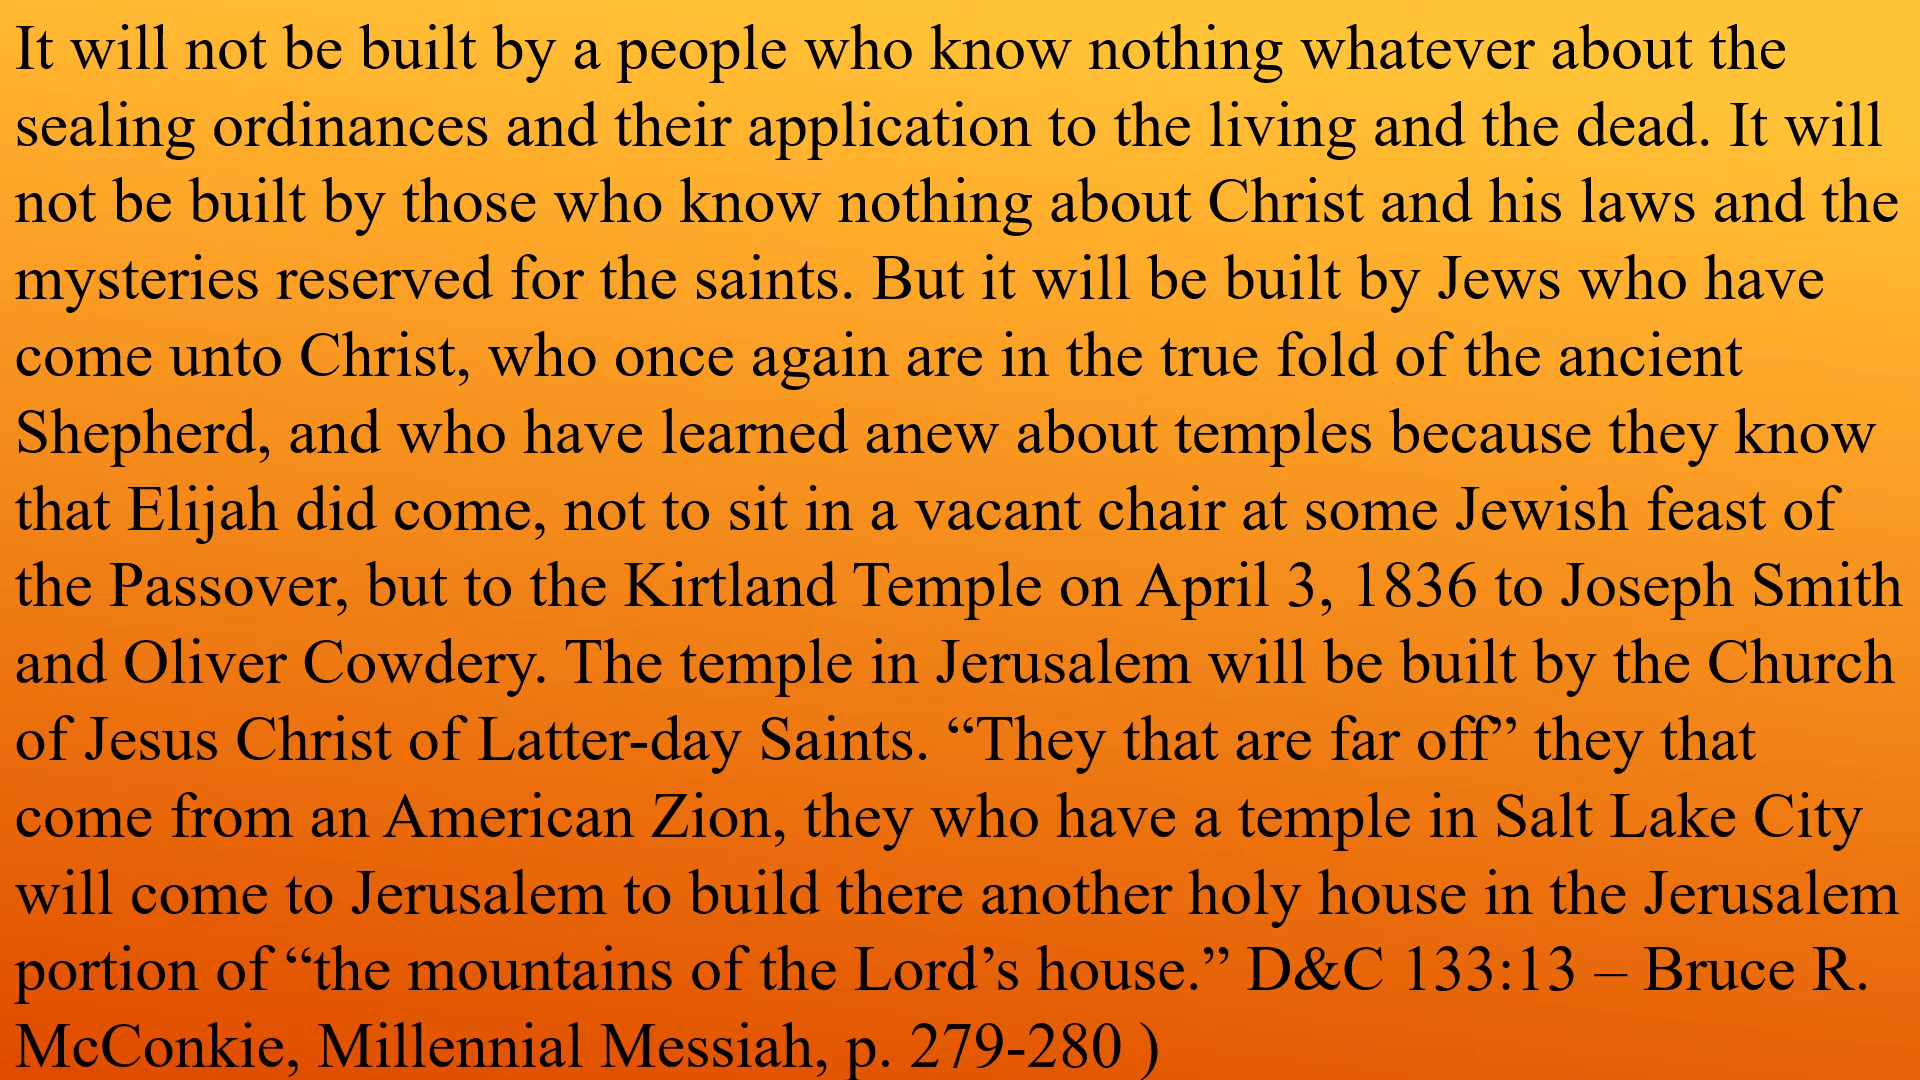 It will not be built by a people who know nothing whatever about the
sealing ordinances and their application to the living and the dead. It will
not be built by those who know nothing about Christ and his laws and the
mysteries reserved for the saints. But it will be built by Jews who have
come unto Christ, who once again are in the true fold of the ancient
Shepherd, and who have learned anew about temples because they know
that Elijah did come, not to sit in a vacant chair at some Jewish feast of
the Passover, but to the Kirtland Temple on April 3, 1836 to Joseph Smith
and Oliver Cowdery. The temple in Jerusalem will be built by the Church
of Jesus Christ of Latter-day Saints. “They that are far off” they that
come from an American Zion, they who have a temple in Salt Lake City
will come to Jerusalem to build there another holy house in the Jerusalem
portion of “the mountains of the Lord’s house.” D&C 133:13 – Bruce R.
McConkie, Millennial Messiah, p. 279-280 )